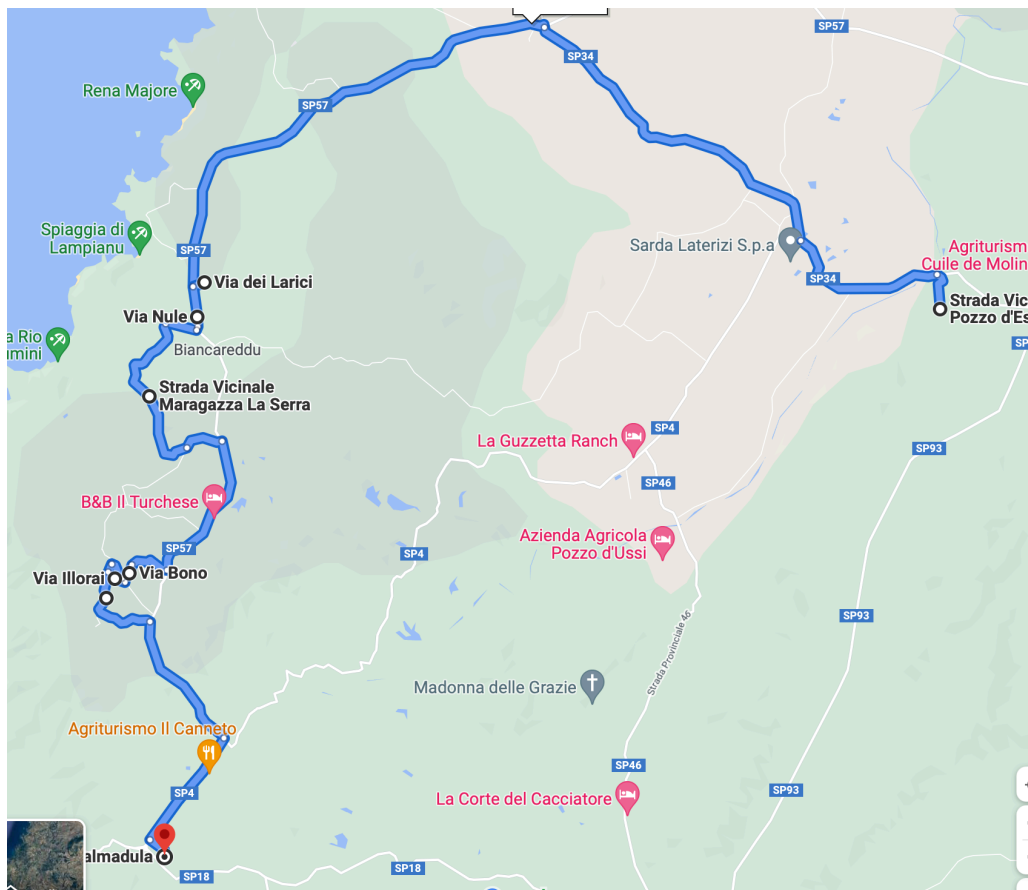 SP57
SP34
Rena Majore
SP57
Spiaggia di
Lampianu
SP57
Sarda Laterizi S.p.a
Agriturism
Cuile de Molin
SP34
Via dei Larici
Strada Vic
Pozzo d'Es
a Rio
umini
Via Nule
SP
Biancareddu
Strada Vicinale
Maragazza La Serra
La Guzzetta Ranch
SP4
SP93
SP46
B&B Il Turchese
Azienda Agricola
Pozzo d'Ussi
SP57
SP4
Via Illorai
Via Bono
SP93
Strada Provinciale 46
Madonna delle Grazie
Agriturismo Il Canneto
SP46
SP4
La Corte del Cacciatore
SP93
almadula
SP18
SP18